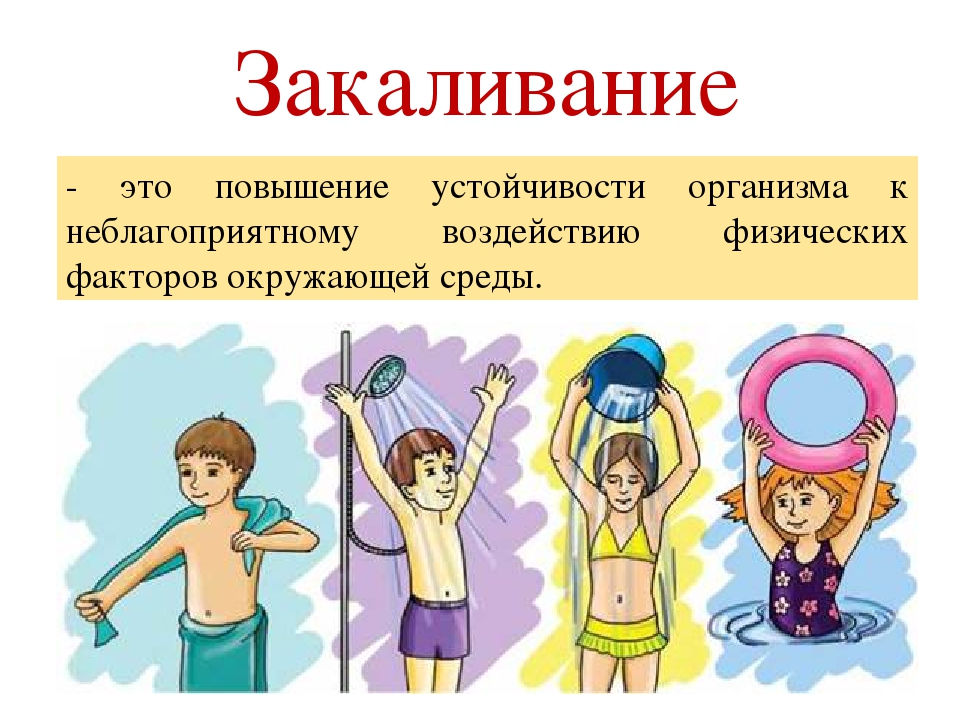 Закаливание
- это повышение устойчивости организма к
неблагоприятному воздействию физических
факторов окружающей среды.